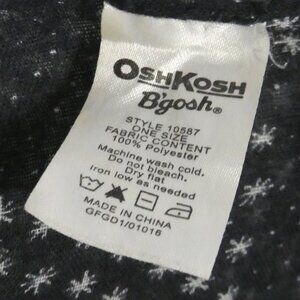 OSHKOSH
B'gosh®
STYLE 10587
ONE SIZE
FABRIC CONTENT
100% Polyester
Machine wash cold.
Do not bleach.
Dry flat
Iron low as needed
MADE IN CHINA
GFGD1/01016